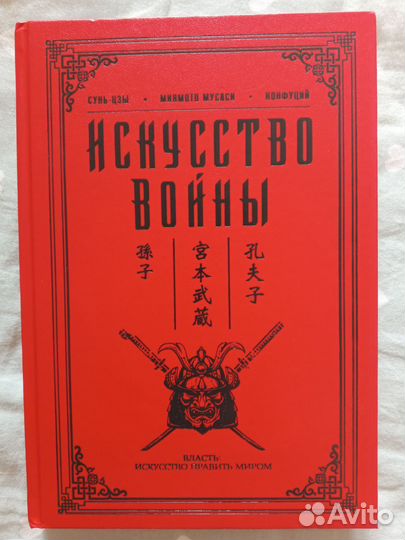 СУНЬ-ЦЗЫ • МИЯМОТО МУСАСИ • КОНФУЦИЙ
ИСКУССТВО
ВОЙНЫ
孫子
宮本武蔵
孔夫子
ВЛАСТЬ:
ИСКУССТВО ПРАВИТЬ МИРОМ
Avito